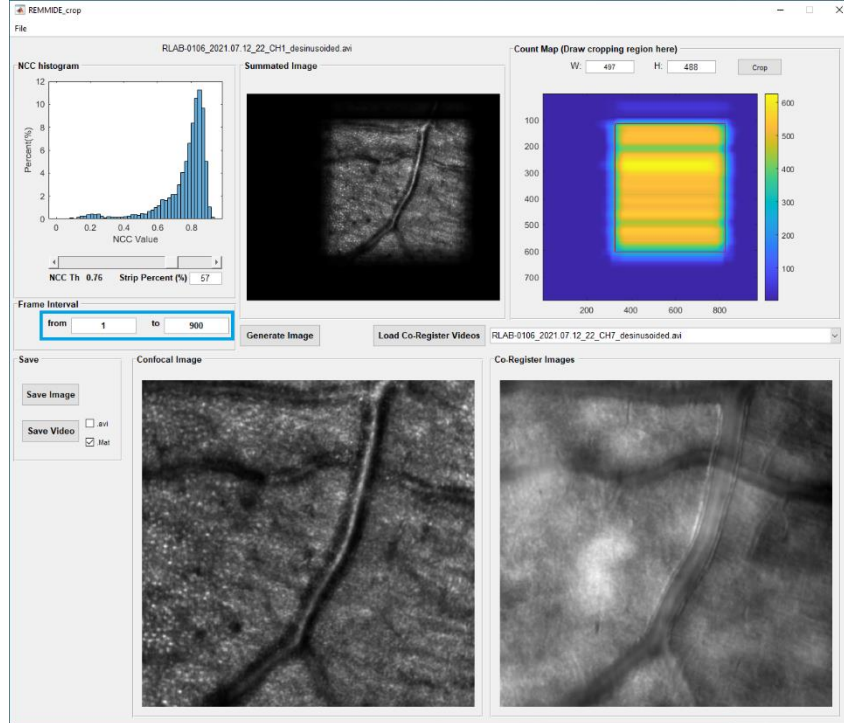 REMMIDE_crop
File
RLAB-0106_2021.07.12_22_CH1_desinusoided.avi
NCC histogram
12
10
8
6
4
2
0
Percent(%)
0 0.2 0.4 0.6 0.8
NCC Value
NCC Th 0.76 Strip Percent (%) 57
Summated Image
Count Map (Draw cropping region here)
W: 497 H: 488 Crop
100
200
300
400
500
600
700
200 400 600 800
600
500
400
300
200
100
Frame Interval
from 1 to 900
Generate Image Load Co-Register Videos RLAB-0106_2021.07.12_22_CH7_desinusoided.avi
Save
Save Image
Save Video .avi
.Mat
Confocal Image
Co-Register Images